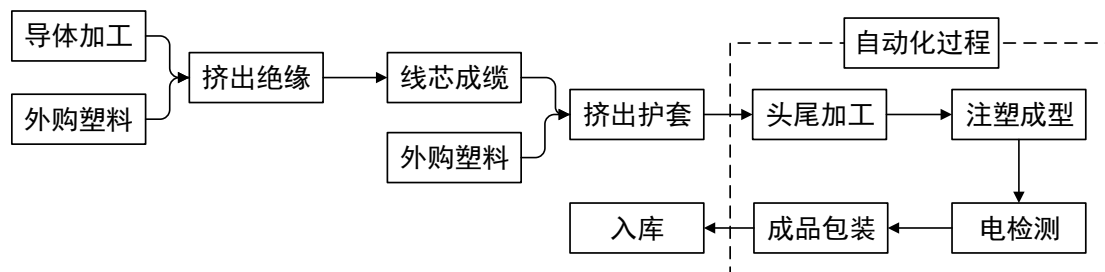 导体加工
外购塑料
挤出绝缘
线芯成缆
外购塑料
挤出护套
自动化过程
头尾加工
注塑成型
电检测
成品包装
入库